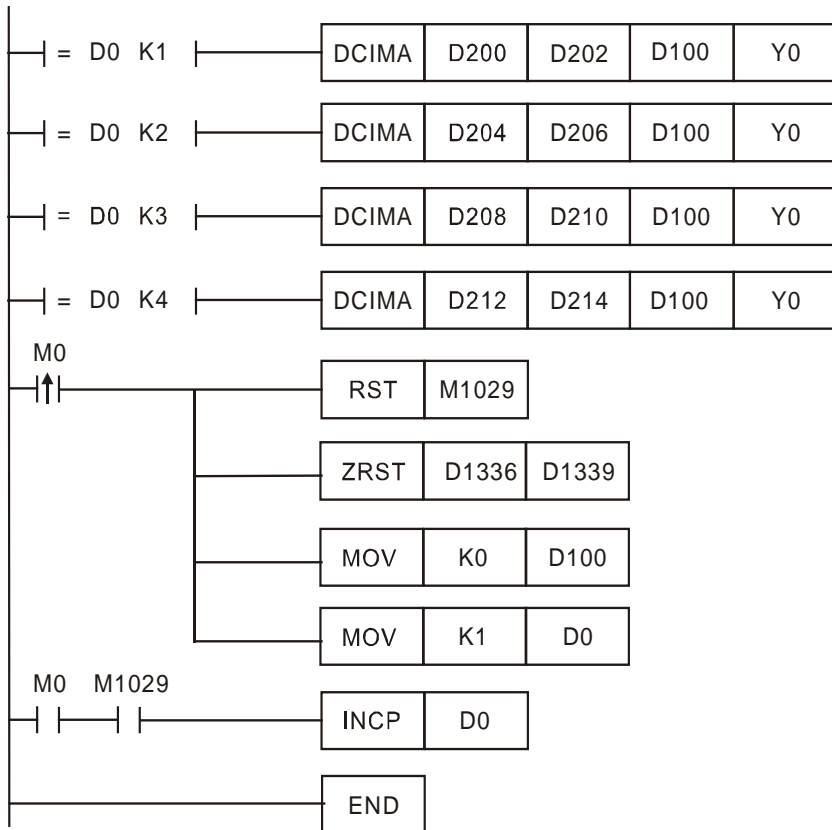 = D0 K1 DCIMA D200 D202 D100 Y0
= D0 K2 DCIMA D204 D206 D100 Y0
= D0 K3 DCIMA D208 D210 D100 Y0
= D0 K4 DCIMA D212 D214 D100 Y0
M0
RST M1029
ZRST D1336 D1339
MOV K0 D100
MOV K1 D0
M0 M1029
INCP D0
END